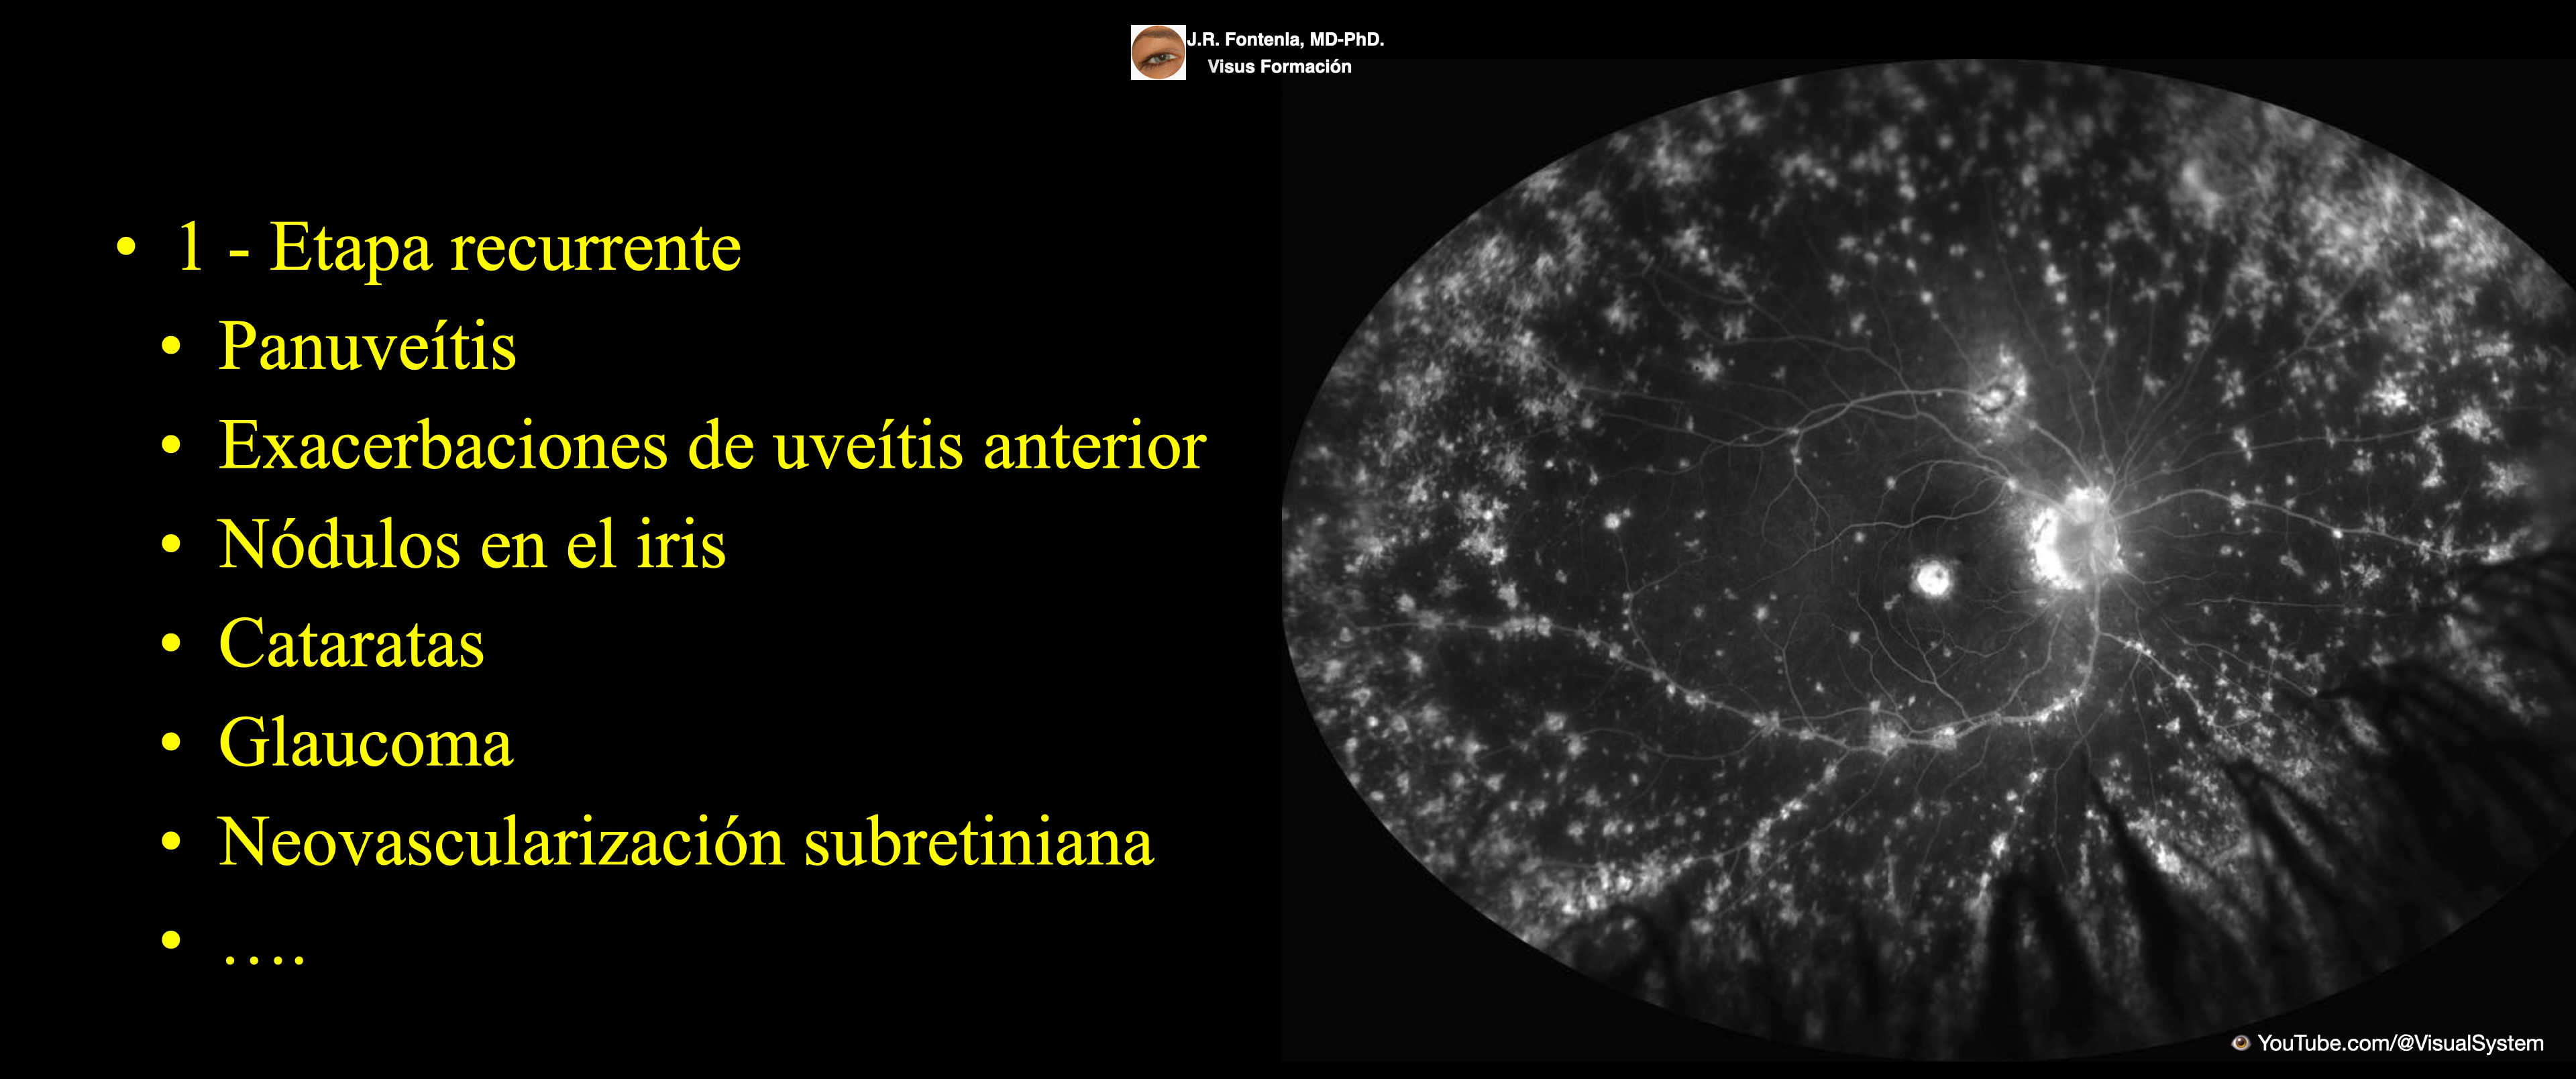 J.R. Fontenla, MD-PhD.
Visus Formación
• 1 - Etapa recurrente
• Panuveítis
• Exacerbaciones de uveítis anterior
• Nódulos en el iris
• Cataratas
• Glaucoma
• Neovascularización subretiniana
• ….
YouTube.com/@VisualSystem